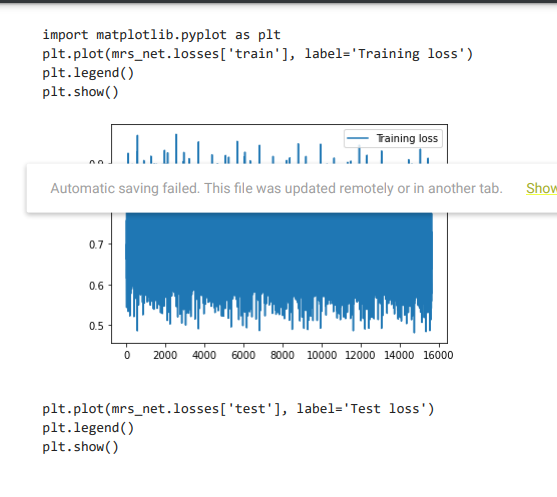 import matplotlib.pyplot as plt
plt.plot(mrs_net.losses['train'], label='Training loss')
plt.legend()
plt.show()
Training loss
Automatic saving failed. This file was updated remotely or in another tab.
Show
0.7
0.6
0.5
0 2000 4000 6000 8000 10000 12000 14000 16000
plt.plot(mrs_net.losses['test'], label='Test loss')
plt.legend()
plt.show()